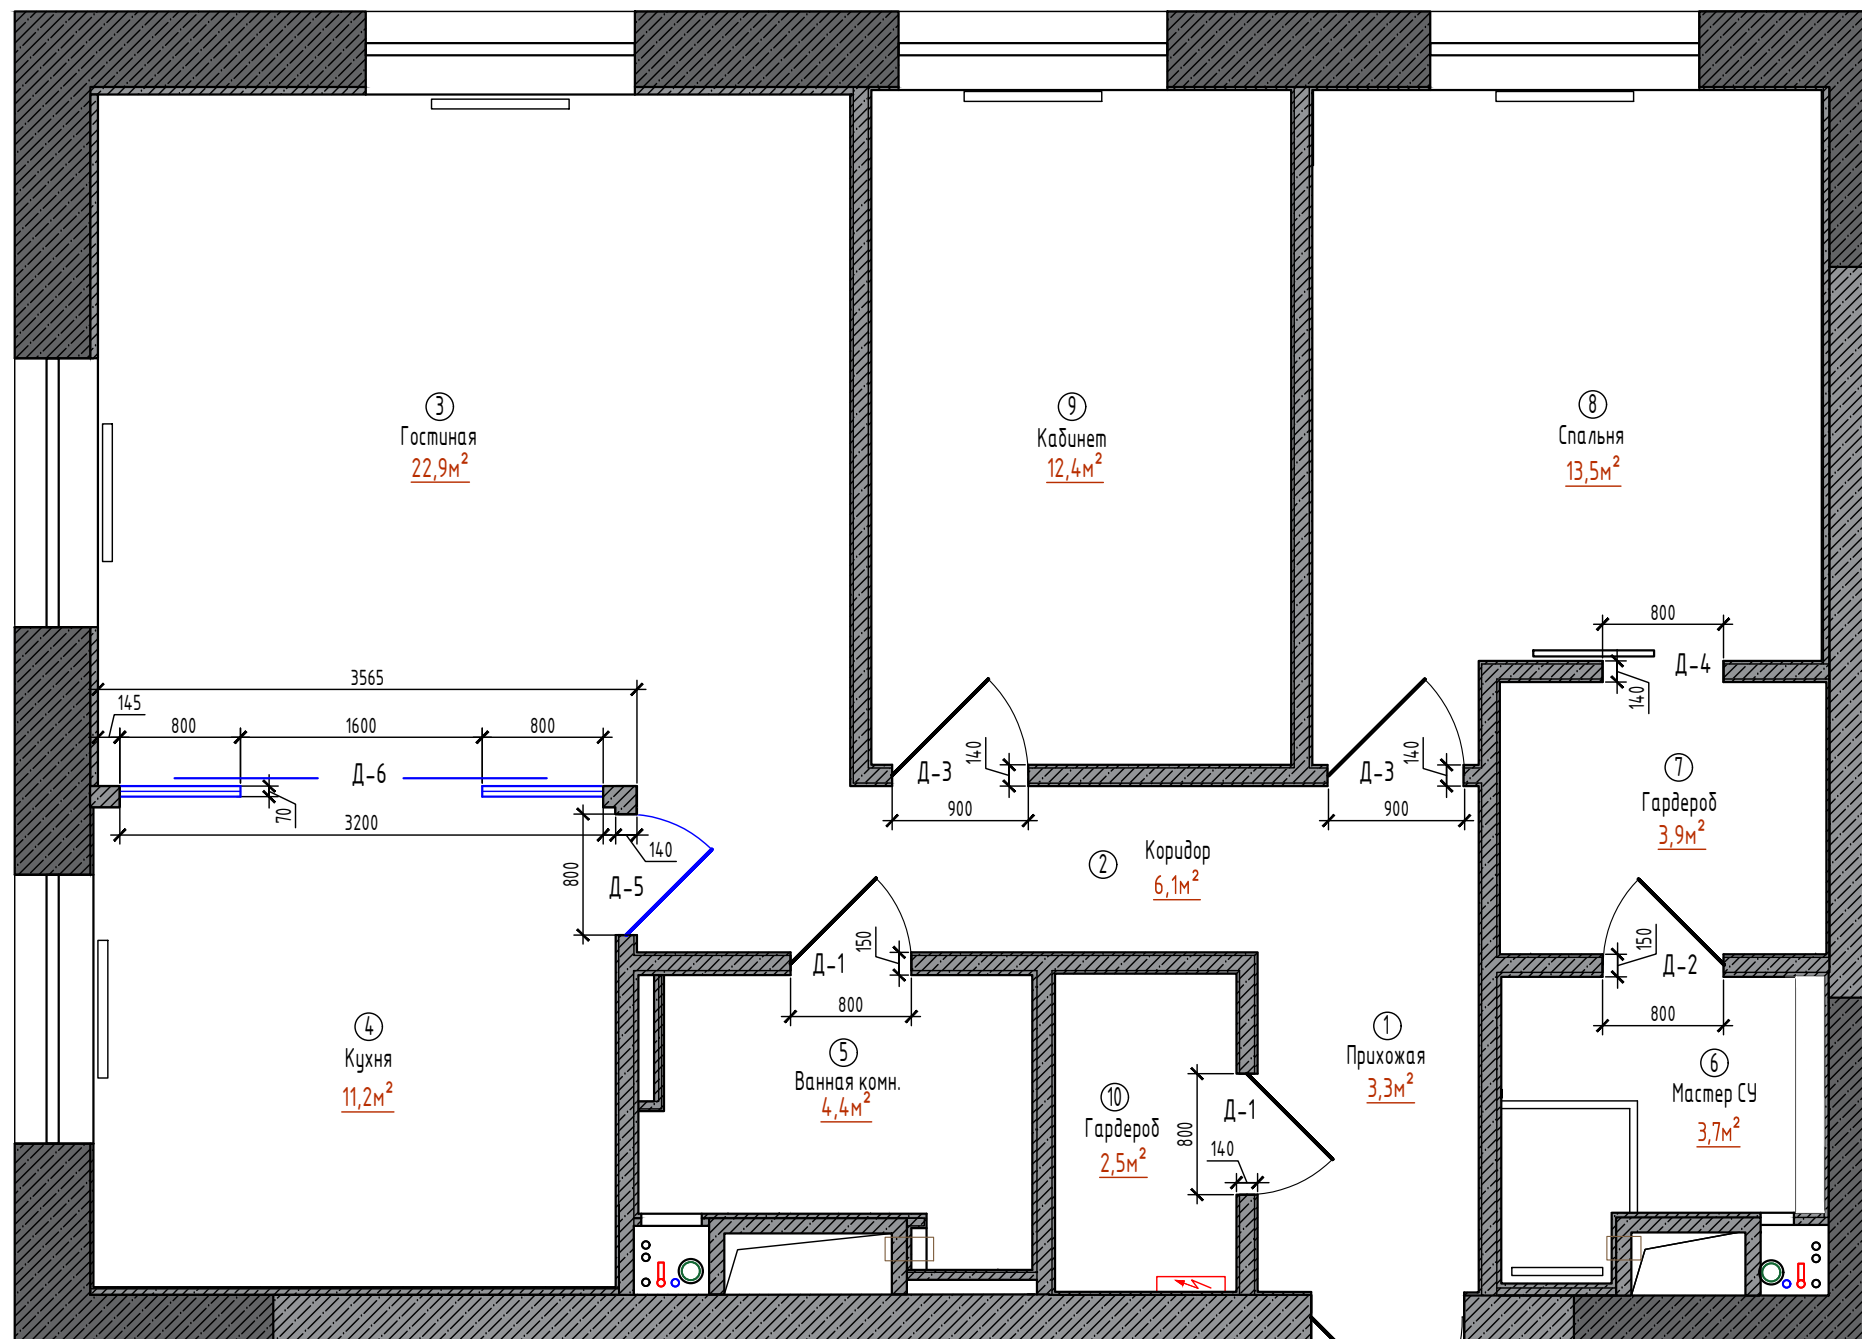 3
Гостиная
22,9м²
9
Кабинет
12,4м²
8
Спальня
13,5м²
800
Д-4
140
3565
145
800
1600
800
Д-6
70
3200
140
800
Д-5
Д-3
140
900
Д-3
140
900
7
Гардероб
3,9м²
2
Коридор
6,1м²
Д-1
150
800
150
Д-2
800
4
Кухня
11,2м²
5
Ванная комн.
4,4м²
10
Гардероб
2,5м²
800
Д-1
140
1
Прихожая
3,3м²
6
Мастер СУ
3,7м²